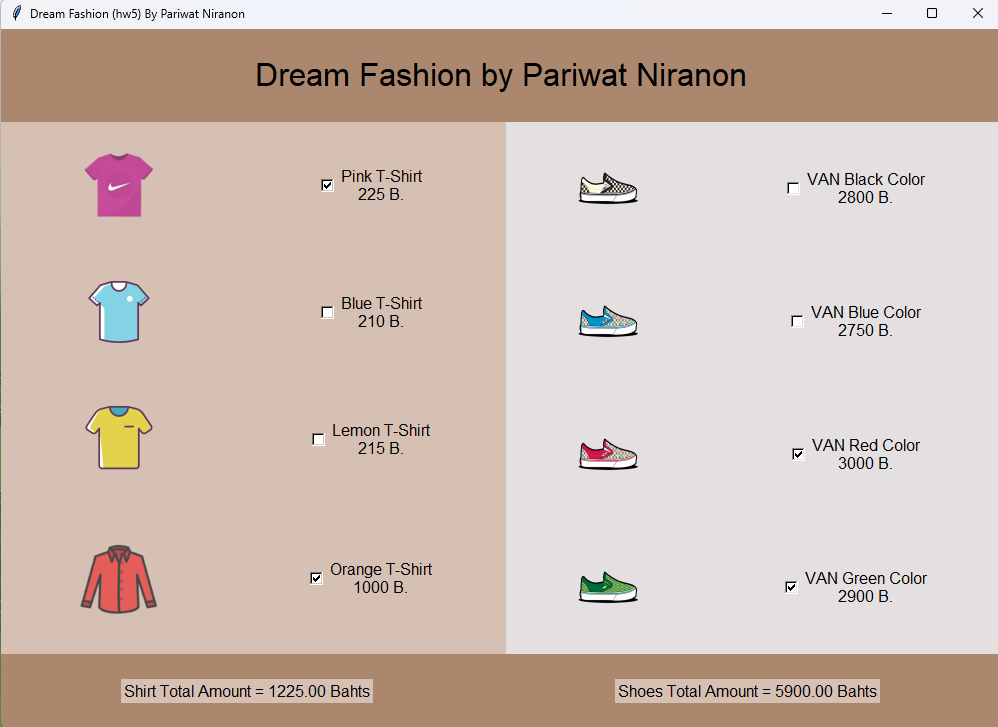 Dream Fashion (hw5) By Pariwat Niranon
Dream Fashion by Pariwat Niranon
Pink T-Shirt
225 B.
Blue T-Shirt
210 B.
Lemon T-Shirt
215 B.
Orange T-Shirt
1000 B.
VAN Black Color
2800 B.
VAN Blue Color
2750 B.
VAN Red Color
3000 B.
VAN Green Color
2900 B.
Shirt Total Amount = 1225.00 Bahts
Shoes Total Amount = 5900.00 Bahts